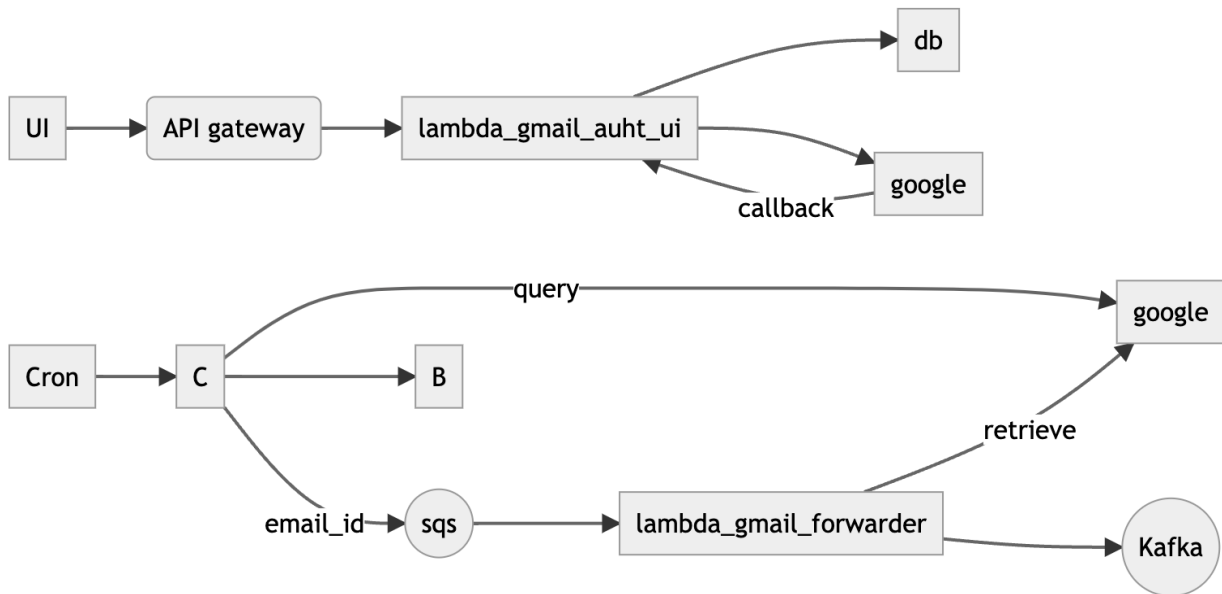 db
UI
API gateway
lambda_gmail_auht_ui
google
callback
query
google
Cron
C
B
retrieve
email_id
sqs
lambda_gmail_forwarder
Kafka